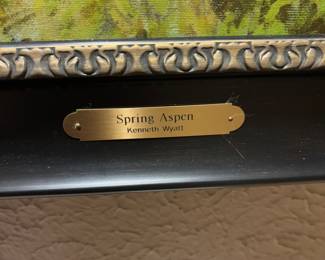 Spring Aspen
Kenneth Wyatt